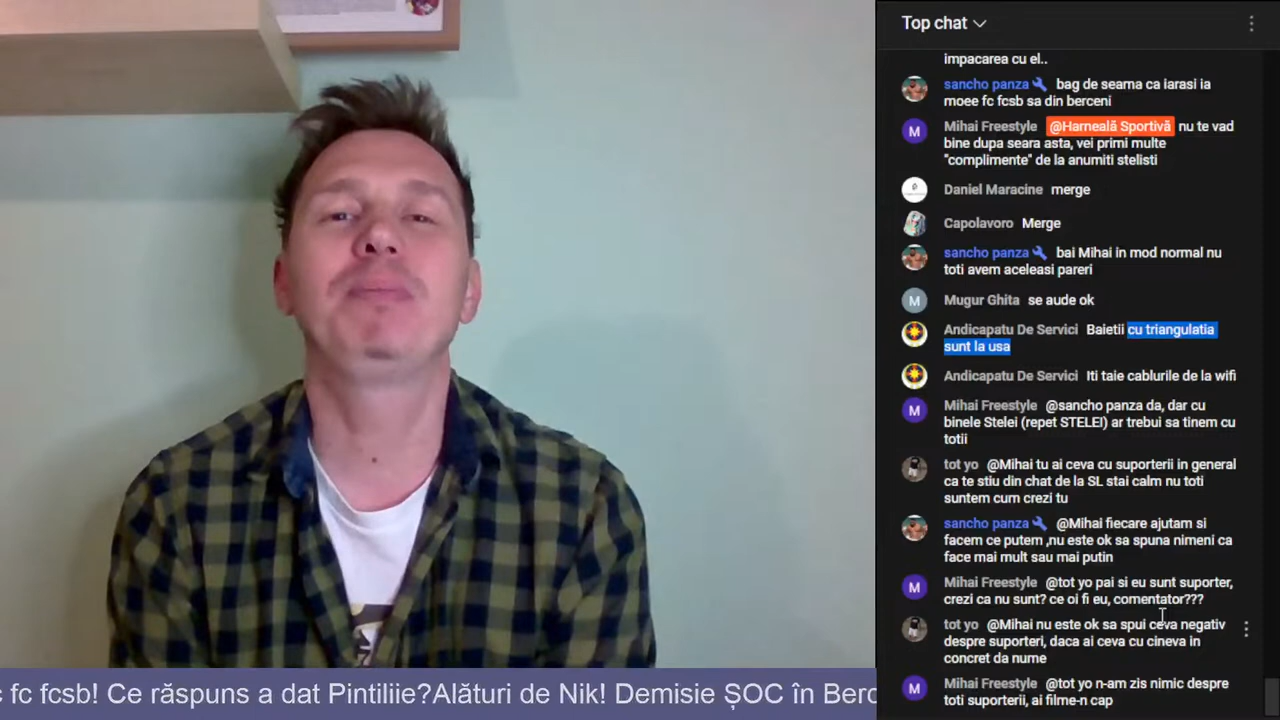 Top chat
impacarea cu el..
sancho panza bag de seama ca iarasi ia
moee fc fcsb sa din berceni
M
Mihai Freestyle @Harneală Sportivă nu te vad
bine dupa seara asta, vei primi multe
"complimente" de la anumiti stelisti
Daniel Maracine merge
Capolavoro Merge
sancho panza bai Mihai in mod normal nu
toti avem aceleasi pareri
M
Mugur Ghita se aude ok
Andicapatu De Servici Baietii cu triangulatia
sunt la usa
Andicapatu De Servici Iti taie cablurile de la wifi
M
Mihai Freestyle @sancho panza da, dar cu
binele Stelei (repet STELEI) ar trebui sa tinem cu
totii
tot yo @Mihai tu ai ceva cu suporterii in general
ca te stiu din chat de la SL stai calm nu toti
suntem cum crezi tu
sancho panza @Mihai fiecare ajutam si
facem ce putem ,nu este ok sa spuna nimeni ca
face mai mult sau mai putin
M
Mihai Freestyle @tot yo pai si eu sunt suporter,
crezi ca nu sunt? ce oi fi eu, comentator???
tot yo @Mihai nu este ok sa spui ceva negativ
despre suporteri, daca ai ceva cu cineva in
concret da nume
M
Mihai Freestyle @tot yo n-am zis nimic despre
toti suporterii, ai filme-n cap
c fc fcsb! Ce răspuns a dat Pintiliie?Alături de Nik! Demisie ȘOC în Berc